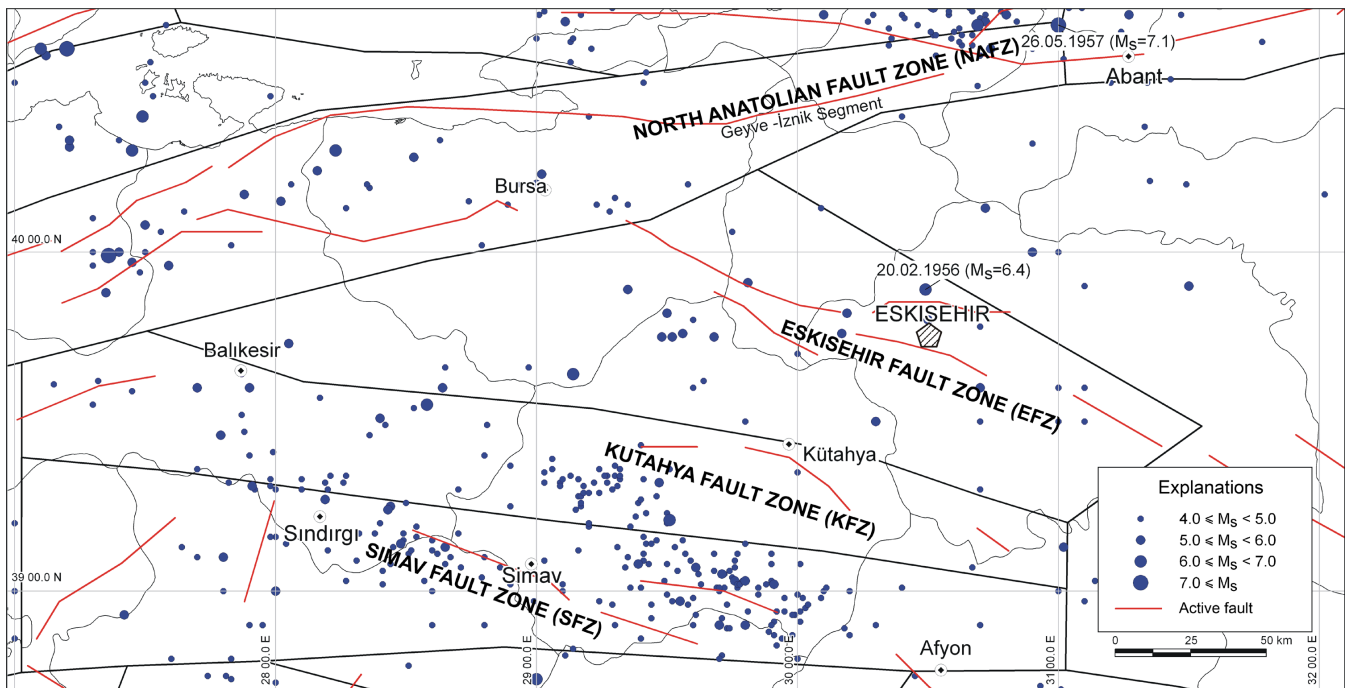 26.05.1957 (MS=7.1)
Abant
NORTH ANATOLIAN FAULT ZONE (NAFZ)
Geyve -İznik Segment
Bursa
40 00.0 N
20.02.1956 (MS=6.4)
ESKISEHIR
ESKISEHIR FAULT ZONE (EFZ)
Balıkesir
Kütahya
KUTAHYA FAULT ZONE (KFZ)
Sındırgı
Simav
SIMAV FAULT ZONE (SFZ)
39 00.0 N
Afyon
28 00.0 E
29 00.0 E
30 00.0 E
31 00.0 E
32 00.0 E
Explanations
4.0 ⩽ MS < 5.0
5.0 ⩽ MS < 6.0
6.0 ⩽ MS < 7.0
7.0 ⩽ MS
Active fault
0 25 50 km